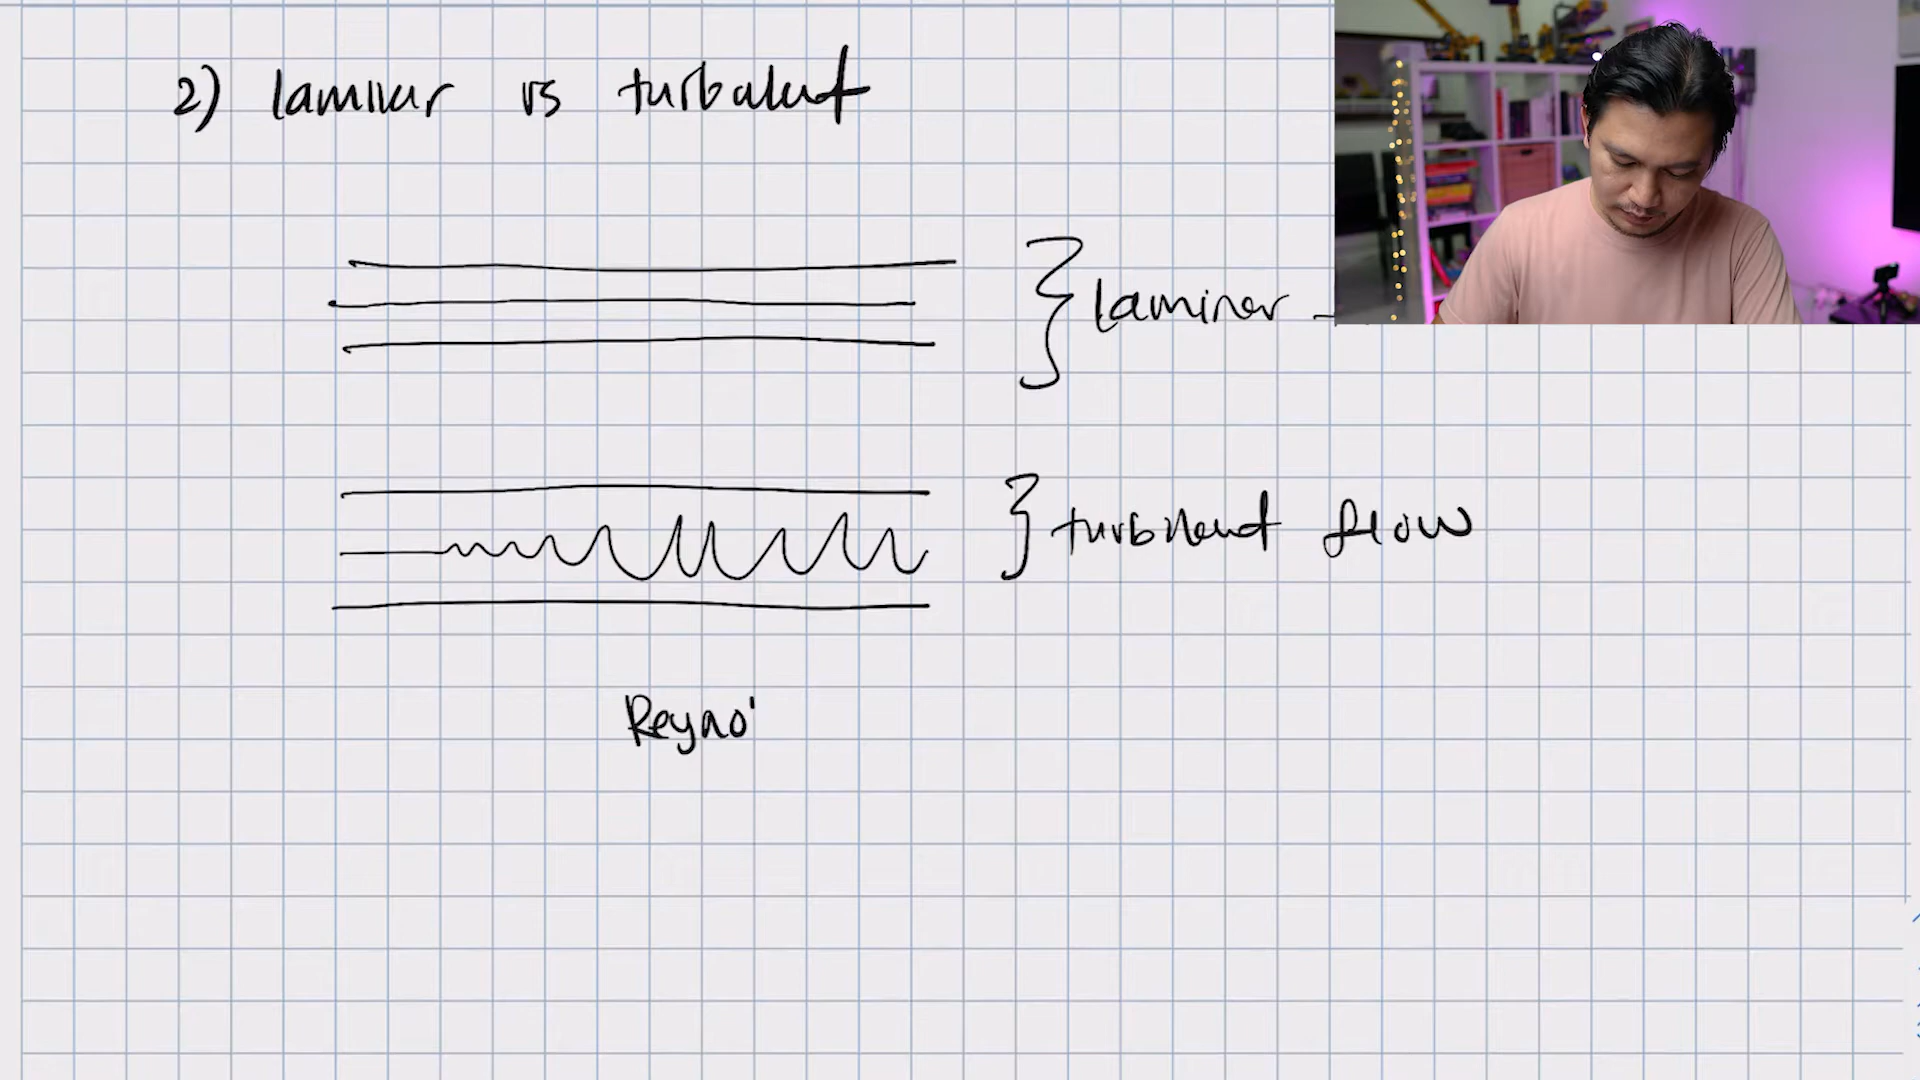 2) laminar vs turbulent
laminar
turbulent flow
Reyno